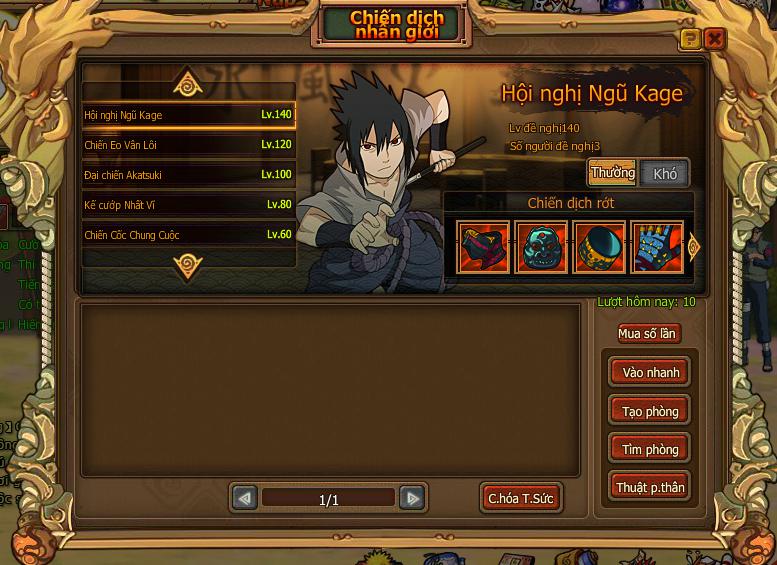 Chiến dịch
nhẫn giới
Hội nghị Ngũ Kage Lv.140
Chiến Eo Vân Lôi Lv.120
Đại chiến Akatsuki Lv.100
Kế cướp Nhất Vĩ Lv.80
Chiến Cốc Chung Cuộc Lv.60
Hội nghị Ngũ Kage
Lv đề nghị140
Số người đề nghị3
Thường Khó
Chiến dịch rớt
Lượt hôm nay: 10
Mua số lần
Vào nhanh
Tạo phòng
Tìm phòng
Thuật p.thân
1/1
C.hóa T.Sức